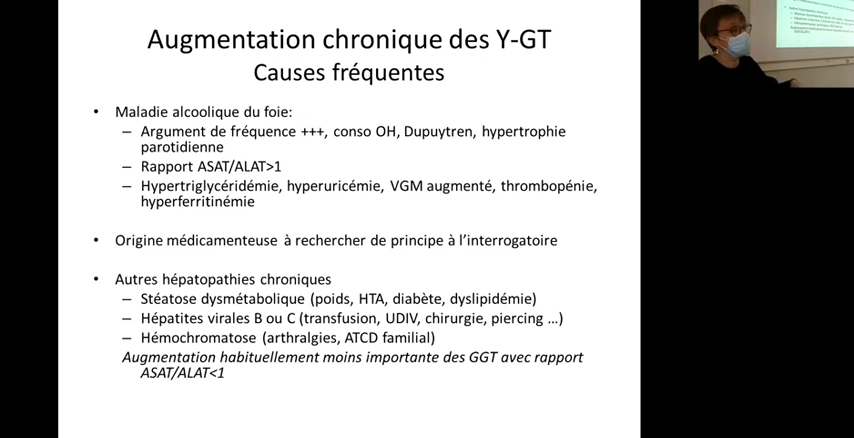 Augmentation chronique des Y-GT
Causes fréquentes
• Maladie alcoolique du foie:
– Argument de fréquence +++, conso OH, Dupuytren, hypertrophie
parotidienne
– Rapport ASAT/ALAT>1
– Hypertriglycéridémie, hyperuricémie, VGM augmenté, thrombopénie,
hyperferritinémie
• Origine médicamenteuse à rechercher de principe à l'interrogatoire
• Autres hépatopathies chroniques
– Stéatose dysmétabolique (poids, HTA, diabète, dyslipidémie)
– Hépatites virales B ou C (transfusion, UDIV, chirurgie, piercing …)
– Hémochromatose (arthralgies, ATCD familial)
Augmentation habituellement moins importante des GGT avec rapport
ASAT/ALAT<1